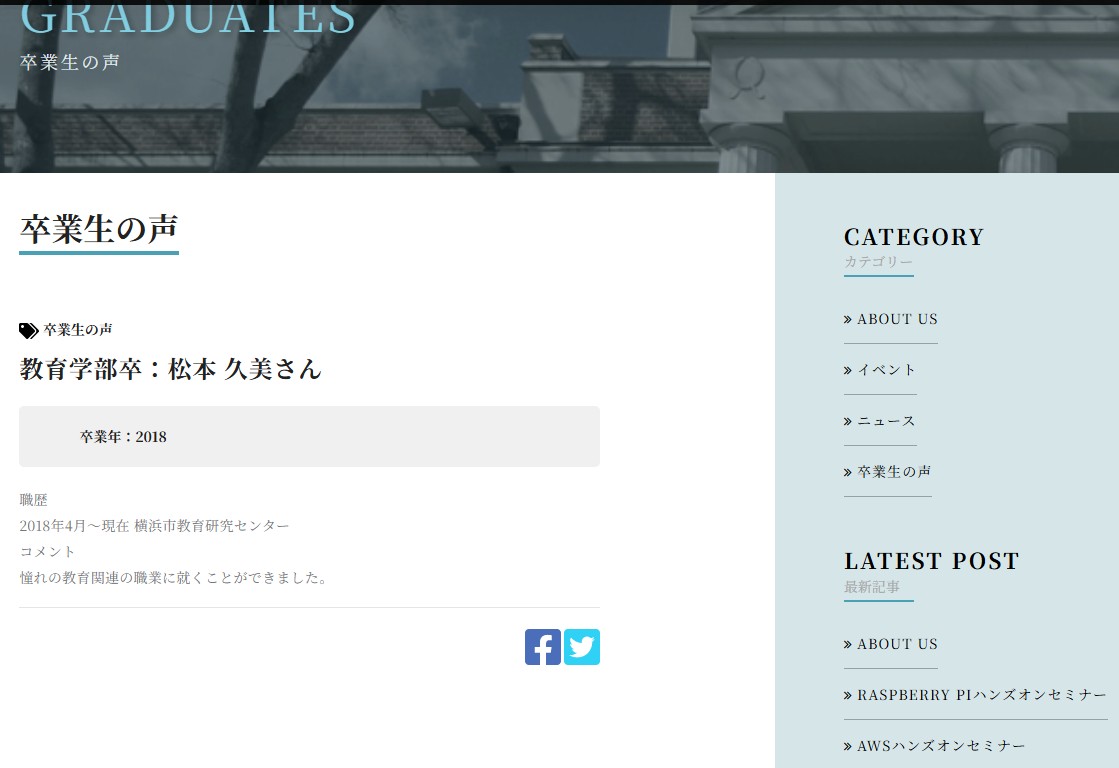 GRADUATES
卒業生の声
卒業生の声
卒業生の声
教育学部卒：松本 久美さん
卒業年：2018
職歴
2018年4月～現在 横浜市教育研究センター
コメント
憧れの教育関連の職業に就くことができました。
CATEGORY
カテゴリー
» ABOUT US
» イベント
» ニュース
» 卒業生の声
LATEST POST
最新記事
» ABOUT US
» RASPBERRY PIハンズオンセミナー
» AWSハンズオンセミナー